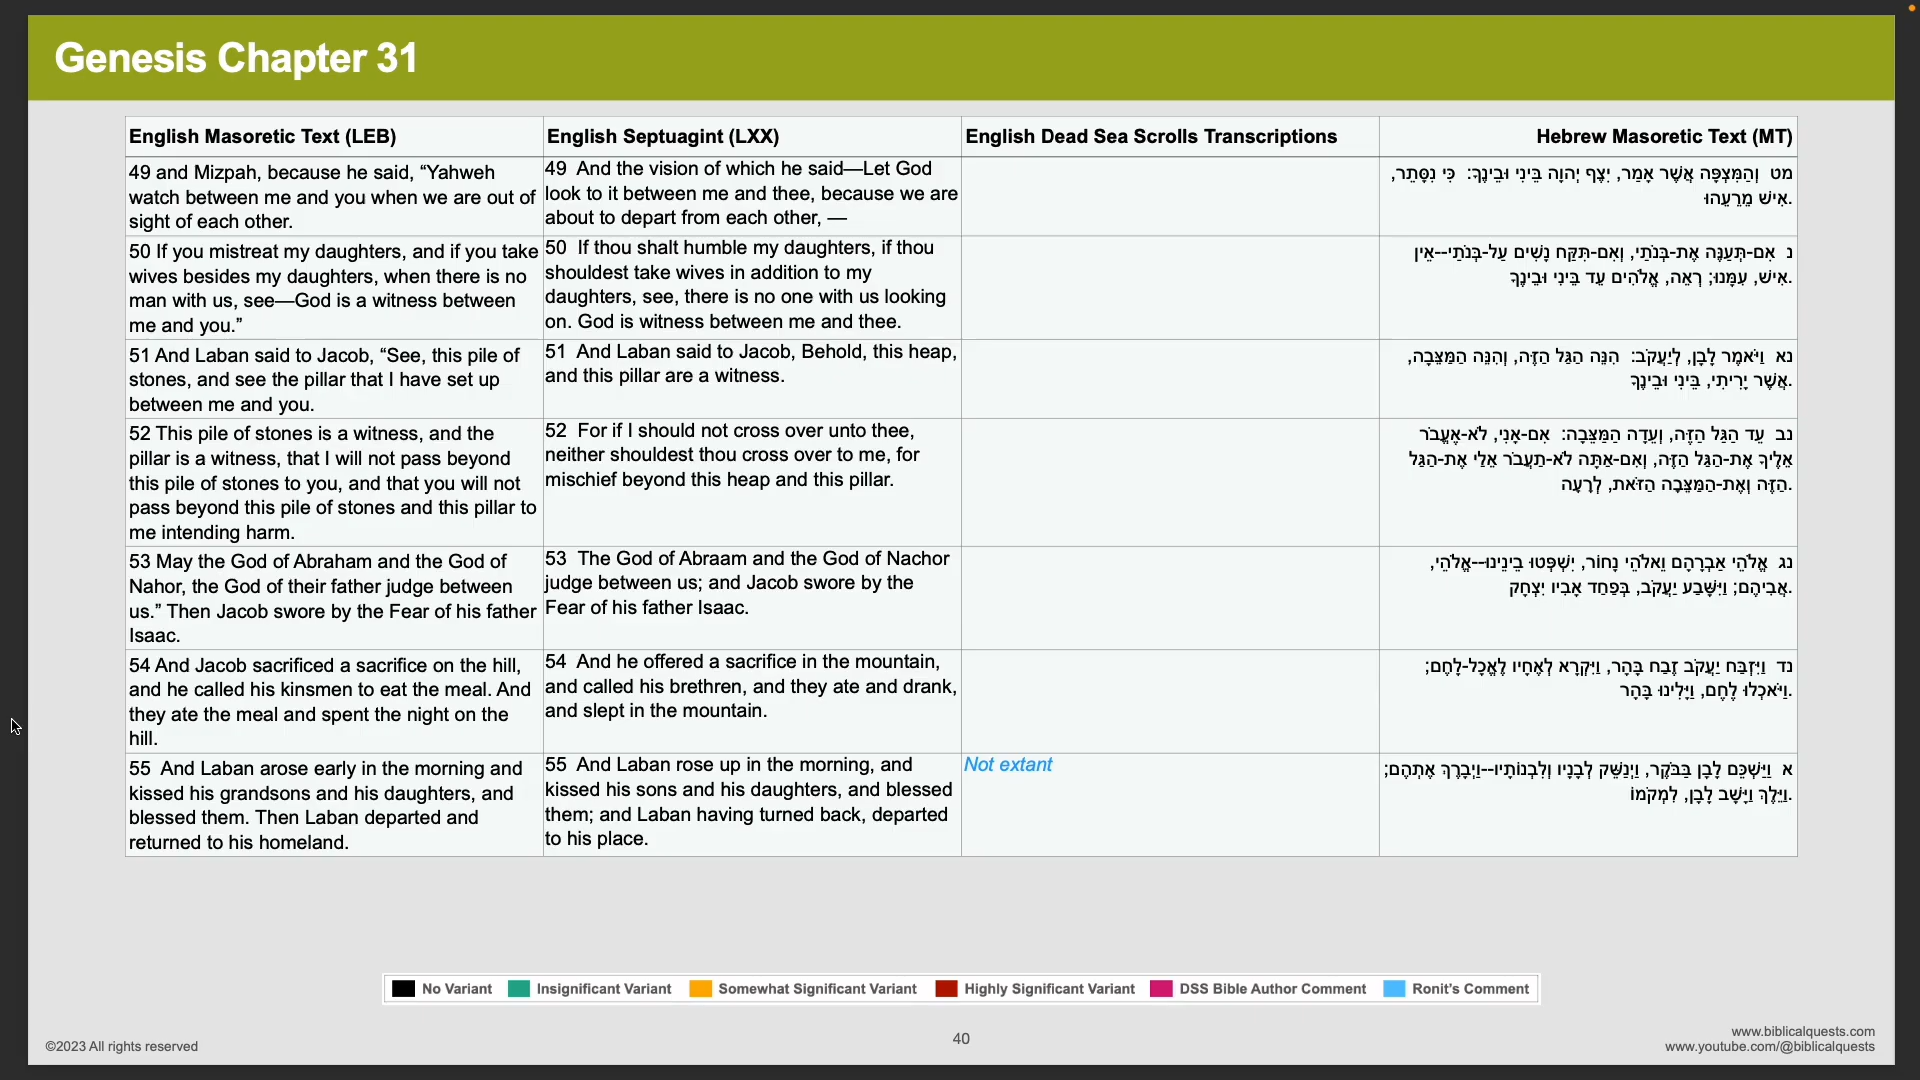 Genesis Chapter 31
English Masoretic Text (LEB)
English Septuagint (LXX)
English Dead Sea Scrolls Transcriptions
Hebrew Masoretic Text (MT)
49 and Mizpah, because he said, “Yahweh
watch between me and you when we are out of
sight of each other.
49  And the vision of which he said—Let God
look to it between me and thee, because we are
about to depart from each other, —
מט  וְהַמִּצְפָּה אֲשֶׁר אָמַר, יִצֶף יְהוָה בֵּינִי וּבֵינֶךָ:  כִּי נִסָּתֵר,
אִישׁ מֵרֵעֵהוּ.
50 If you mistreat my daughters, and if you take
wives besides my daughters, when there is no
man with us, see—God is a witness between
me and you.”
50  If thou shalt humble my daughters, if thou
shouldest take wives in addition to my
daughters, see, there is no one with us looking
on. God is witness between me and thee.
נ  אִם-תְּעַנֶּה אֶת-בְּנֹתַי, וְאִם-תִּקַּח נָשִׁים עַל-בְּנֹתַי--אֵין
אִישׁ, עִמָּנוּ; רְאֵה, אֱלֹהִים עֵד בֵּינִי וּבֵינֶךָ.
51 And Laban said to Jacob, “See, this pile of
stones, and see the pillar that I have set up
between me and you.
51  And Laban said to Jacob, Behold, this heap,
and this pillar are a witness.
נא  וַיֹּאמֶר לָבָן, לְיַעֲקֹב:  הִנֵּה הַגַּל הַזֶּה, וְהִנֵּה הַמַּצֵּבָה,
אֲשֶׁר יָרִיתִי, בֵּינִי וּבֵינֶךָ.
52 This pile of stones is a witness, and the
pillar is a witness, that I will not pass beyond
this pile of stones to you, and that you will not
pass beyond this pile of stones and this pillar to
me intending harm.
52  For if I should not cross over unto thee,
neither shouldest thou cross over to me, for
mischief beyond this heap and this pillar.
נב  עֵד הַגַּל הַזֶּה, וְעֵדָה הַמַּצֵּבָה:  אִם-אָנִי, לֹא-אֶעֱבֹר
אֵלֶיךָ אֶת-הַגַּל הַזֶּה, וְאִם-אַתָּה לֹא-תַעֲבֹר אֵלַי אֶת-הַגַּל
הַזֶּה וְאֶת-הַמַּצֵּבָה הַזֹּאת, לְרָעָה.
53 May the God of Abraham and the God of
Nahor, the God of their father judge between
us.” Then Jacob swore by the Fear of his father
Isaac.
53  The God of Abraam and the God of Nachor
judge between us; and Jacob swore by the
Fear of his father Isaac.
נג  אֱלֹהֵי אַבְרָהָם וֵאלֹהֵי נָחוֹר, יִשְׁפְּטוּ בֵינֵינוּ--אֱלֹהֵי,
אֲבִיהֶם; וַיִּשָּׁבַע יַעֲקֹב, בְּפַחַד אָבִיו יִצְחָק.
54 And Jacob sacrificed a sacrifice on the hill,
and he called his kinsmen to eat the meal. And
they ate the meal and spent the night on the
hill.
54  And he offered a sacrifice in the mountain,
and called his brethren, and they ate and drank,
and slept in the mountain.
נד  וַיִּזְבַּח יַעֲקֹב זֶבַח בָּהָר, וַיִּקְרָא לְאֶחָיו לֶאֱכָל-לָחֶם;
וַיֹּאכְלוּ לֶחֶם, וַיָּלִינוּ בָּהָר.
55  And Laban arose early in the morning and
kissed his grandsons and his daughters, and
blessed them. Then Laban departed and
returned to his homeland.
55  And Laban rose up in the morning, and
kissed his sons and his daughters, and blessed
them; and Laban having turned back, departed
to his place.
Not extant
א  וַיַּשְׁכֵּם לָבָן בַּבֹּקֶר, וַיְנַשֵּׁק לְבָנָיו וְלִבְנוֹתָיו--וַיְבָרֶךְ אֶתְהֶם;
וַיֵּלֶךְ וַיָּשָׁב לָבָן, לִמְקֹמוֹ.
No Variant
Insignificant Variant
Somewhat Significant Variant
Highly Significant Variant
DSS Bible Author Comment
Ronit’s Comment
©2023 All rights reserved
40
www.biblicalquests.com
www.youtube.com/@biblicalquests